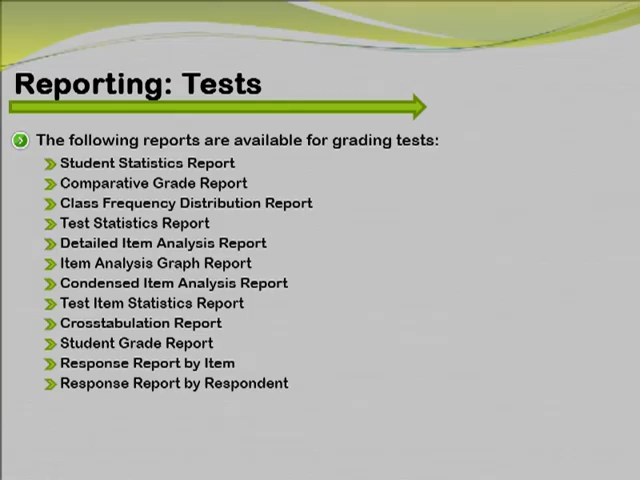 Reporting: Tests
The following reports are available for grading tests:
Student Statistics Report
Comparative Grade Report
Class Frequency Distribution Report
Test Statistics Report
Detailed Item Analysis Report
Item Analysis Graph Report
Condensed Item Analysis Report
Test Item Statistics Report
Crosstabulation Report
Student Grade Report
Response Report by Item
Response Report by Respondent